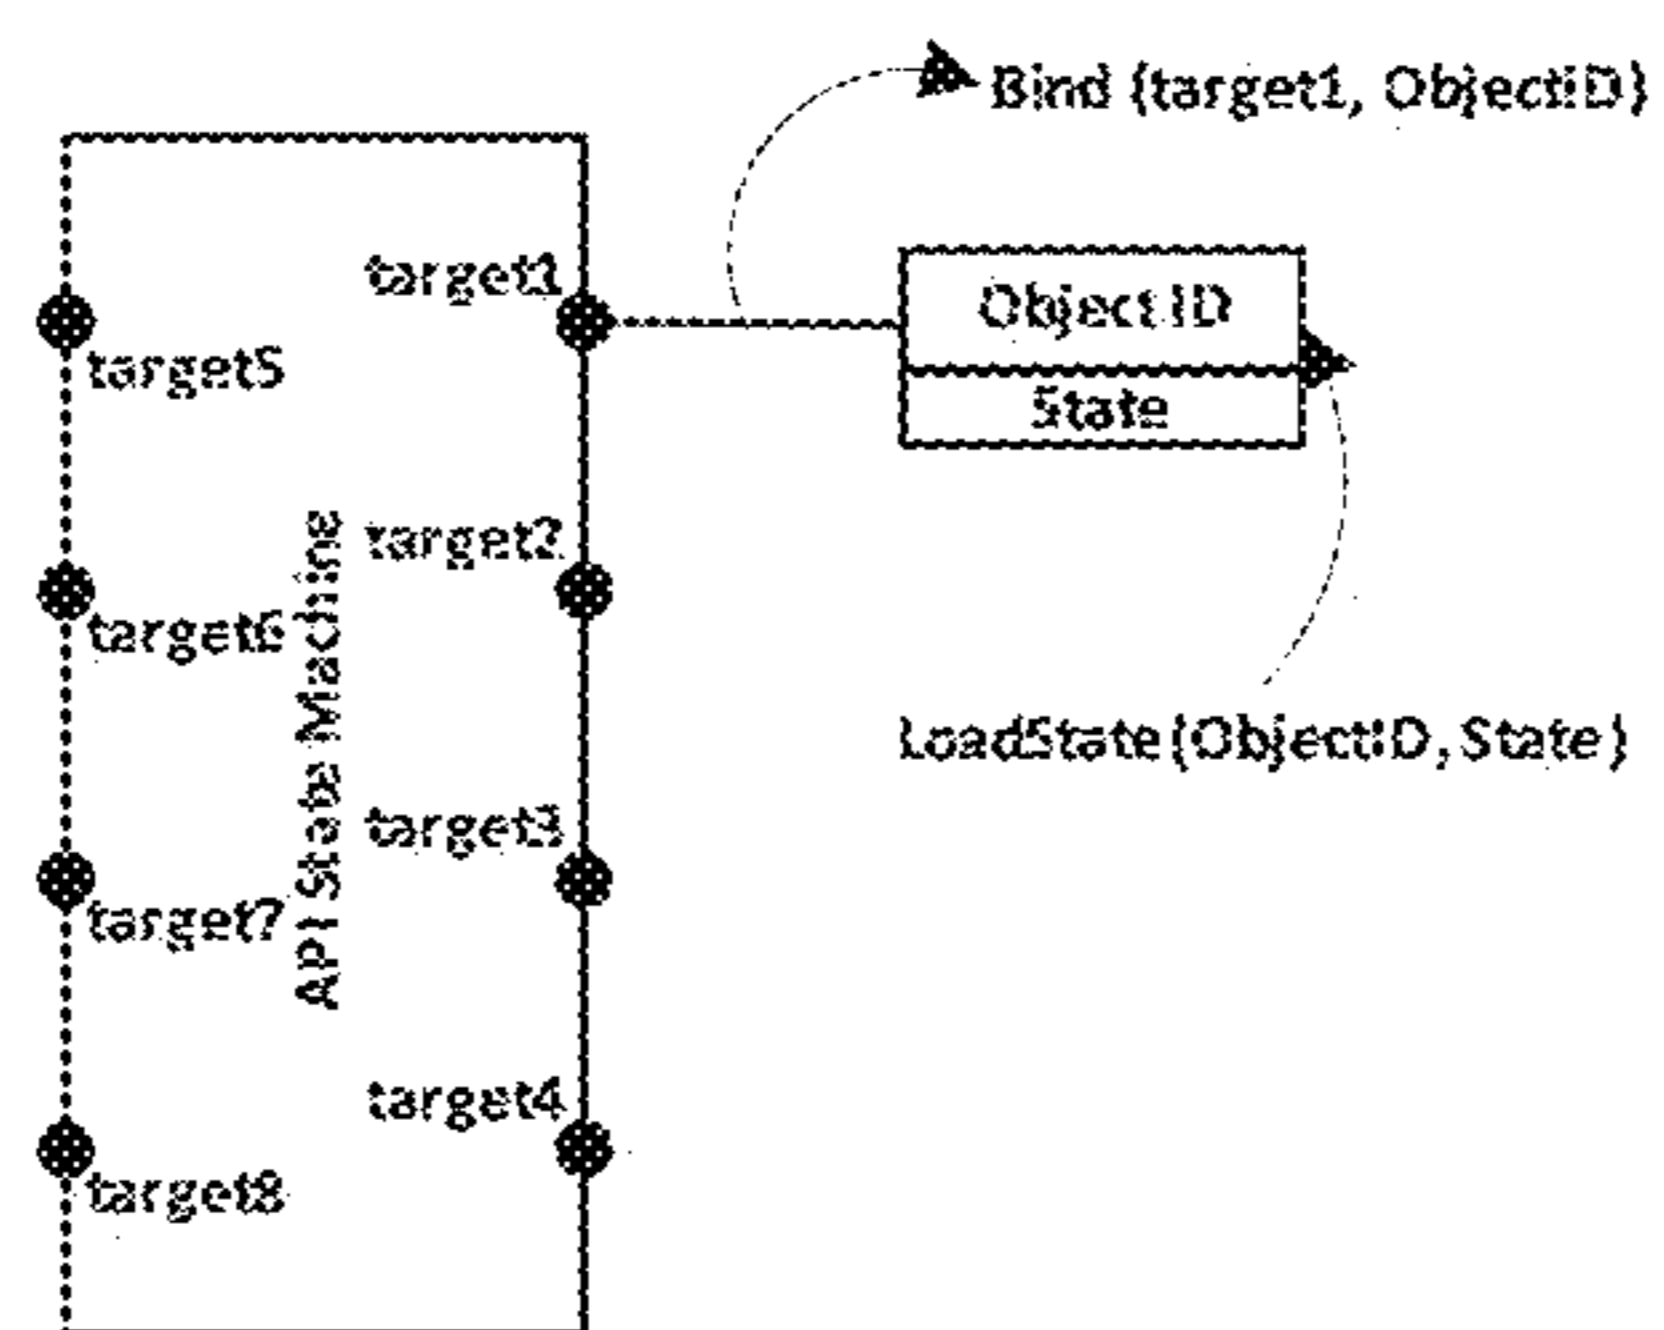 Bind (target1, ObjectID)
target1
Object ID
target5
State
target2
target6
API State Machine
LoadState(ObjectID, State)
target3
target7
target4
target8